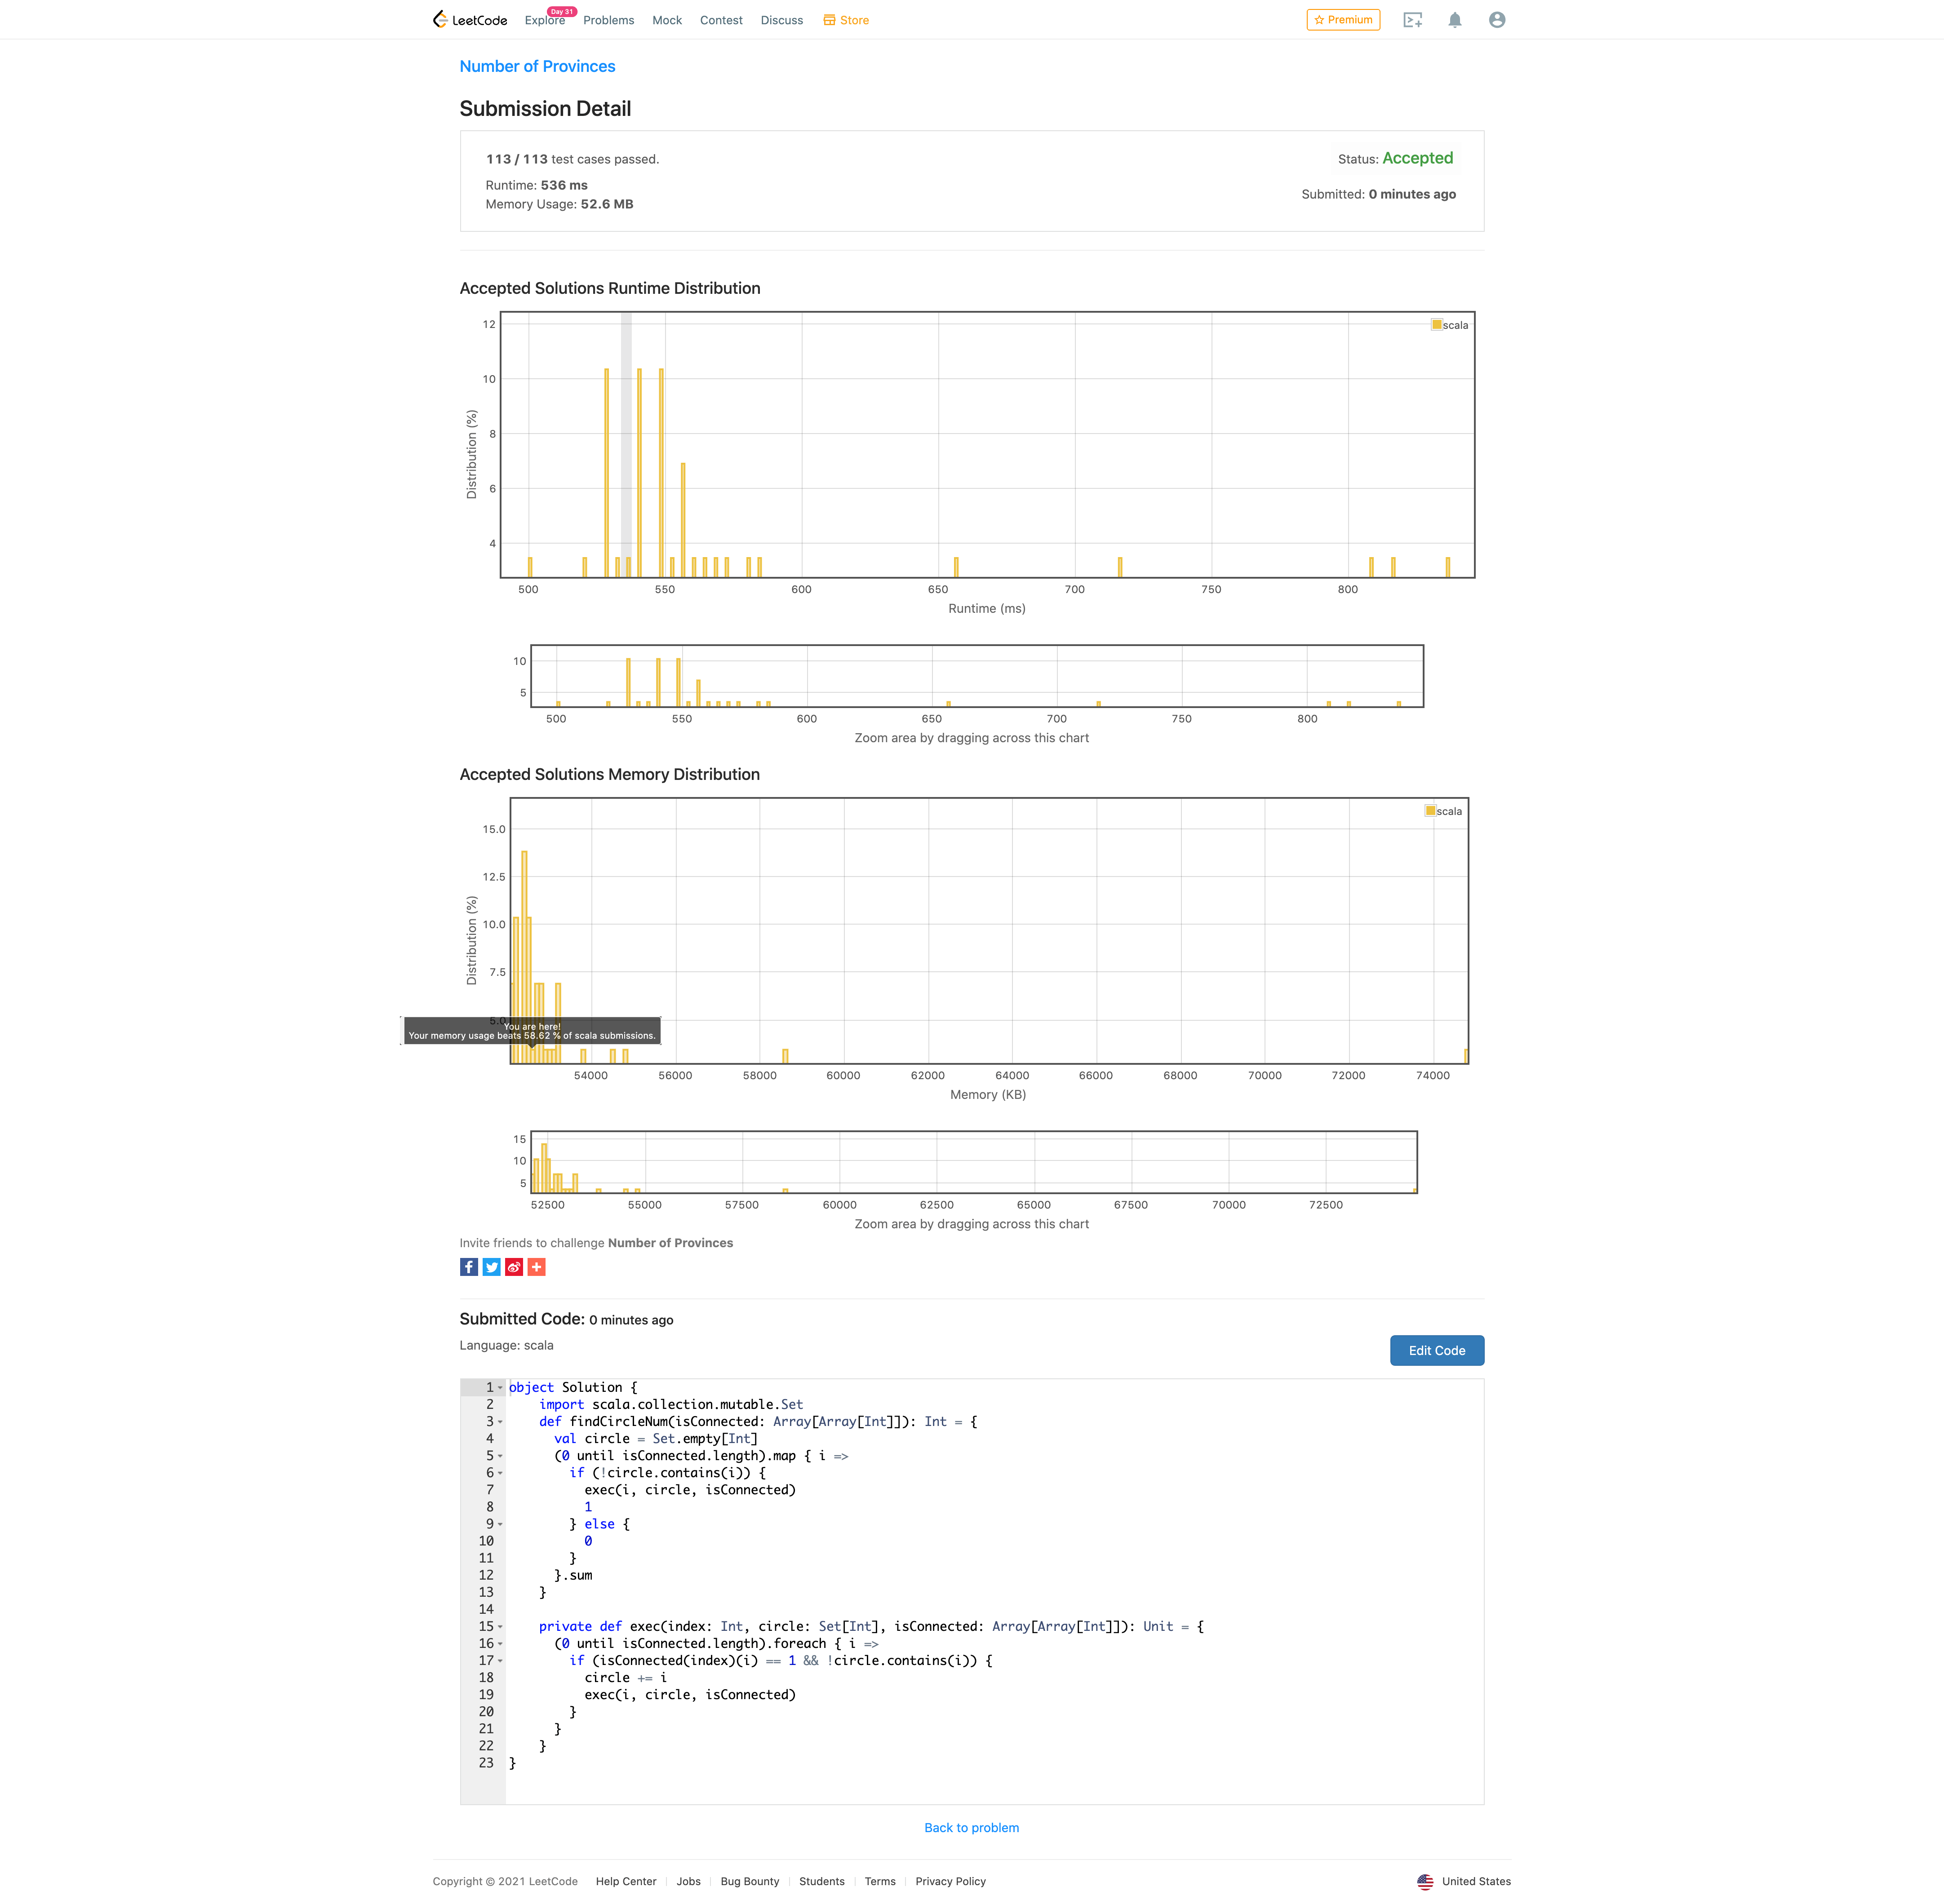 LeetCode Explore Day 31 Problems Mock Contest Discuss Store Premium
Number of Provinces
Submission Detail
113 / 113 test cases passed.
Status: Accepted
Runtime: 536 ms
Submitted: 0 minutes ago
Memory Usage: 52.6 MB
Accepted Solutions Runtime Distribution
12
10
8
6
4
Distribution (%)
scala
500 550 600 650 700 750 800
Runtime (ms)
10
5
500 550 600 650 700 750 800
Zoom area by dragging across this chart
Accepted Solutions Memory Distribution
15.0
12.5
10.0
7.5
5.0
Distribution (%)
scala
You are here!
Your memory usage beats 58.62 % of scala submissions.
54000 56000 58000 60000 62000 64000 66000 68000 70000 72000 74000
Memory (KB)
15
10
5
52500 55000 57500 60000 62500 65000 67500 70000 72500
Zoom area by dragging across this chart
Invite friends to challenge Number of Provinces
Submitted Code: 0 minutes ago
Language: scala
Edit Code
1 object Solution {
2     import scala.collection.mutable.Set
3     def findCircleNum(isConnected: Array[Array[Int]]): Int = {
4       val circle = Set.empty[Int]
5       (0 until isConnected.length).map { i =>
6         if (!circle.contains(i)) {
7           exec(i, circle, isConnected)
8           1
9         } else {
10           0
11         }
12       }.sum
13     }
14
15     private def exec(index: Int, circle: Set[Int], isConnected: Array[Array[Int]]): Unit = {
16       (0 until isConnected.length).foreach { i =>
17         if (isConnected(index)(i) == 1 && !circle.contains(i)) {
18           circle += i
19           exec(i, circle, isConnected)
20         }
21       }
22     }
23 }
Back to problem
Copyright © 2021 LeetCode Help Center Jobs Bug Bounty Students Terms Privacy Policy United States